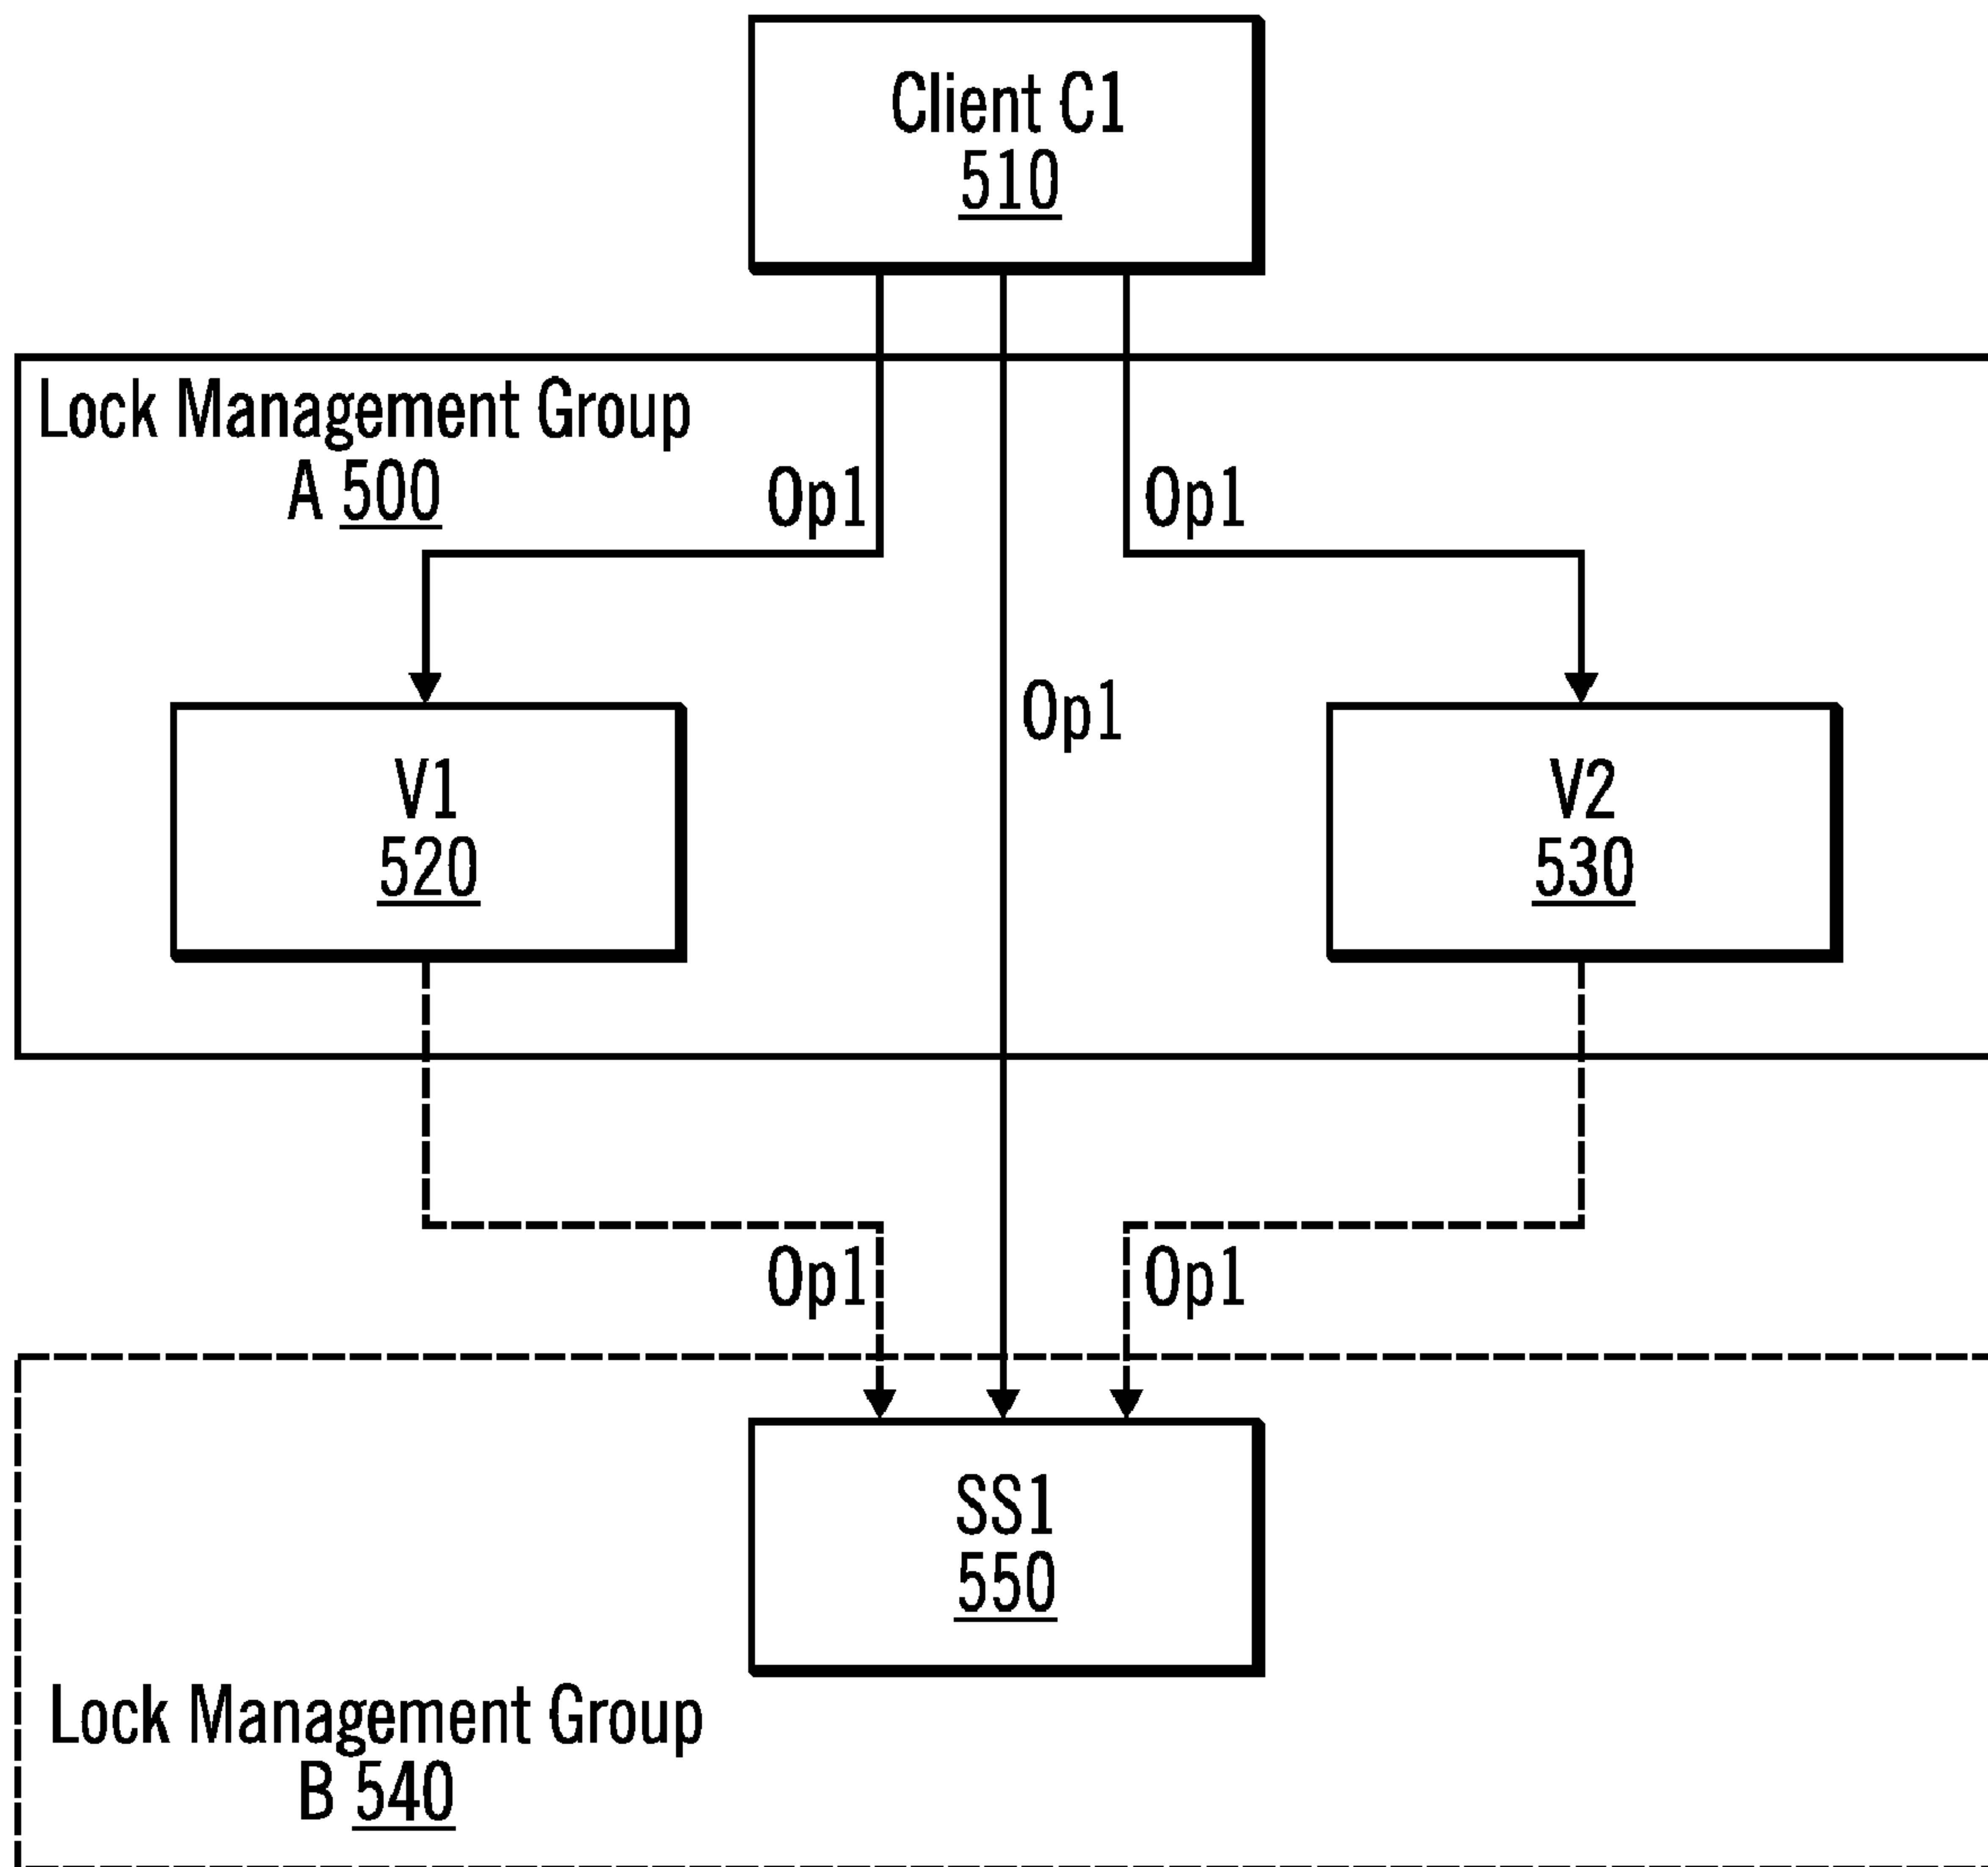 Client C1
510
Lock Management Group
A 500
Op1
Op1
Op1
V1
520
V2
530
Op1
Op1
SS1
550
Lock Management Group
B 540